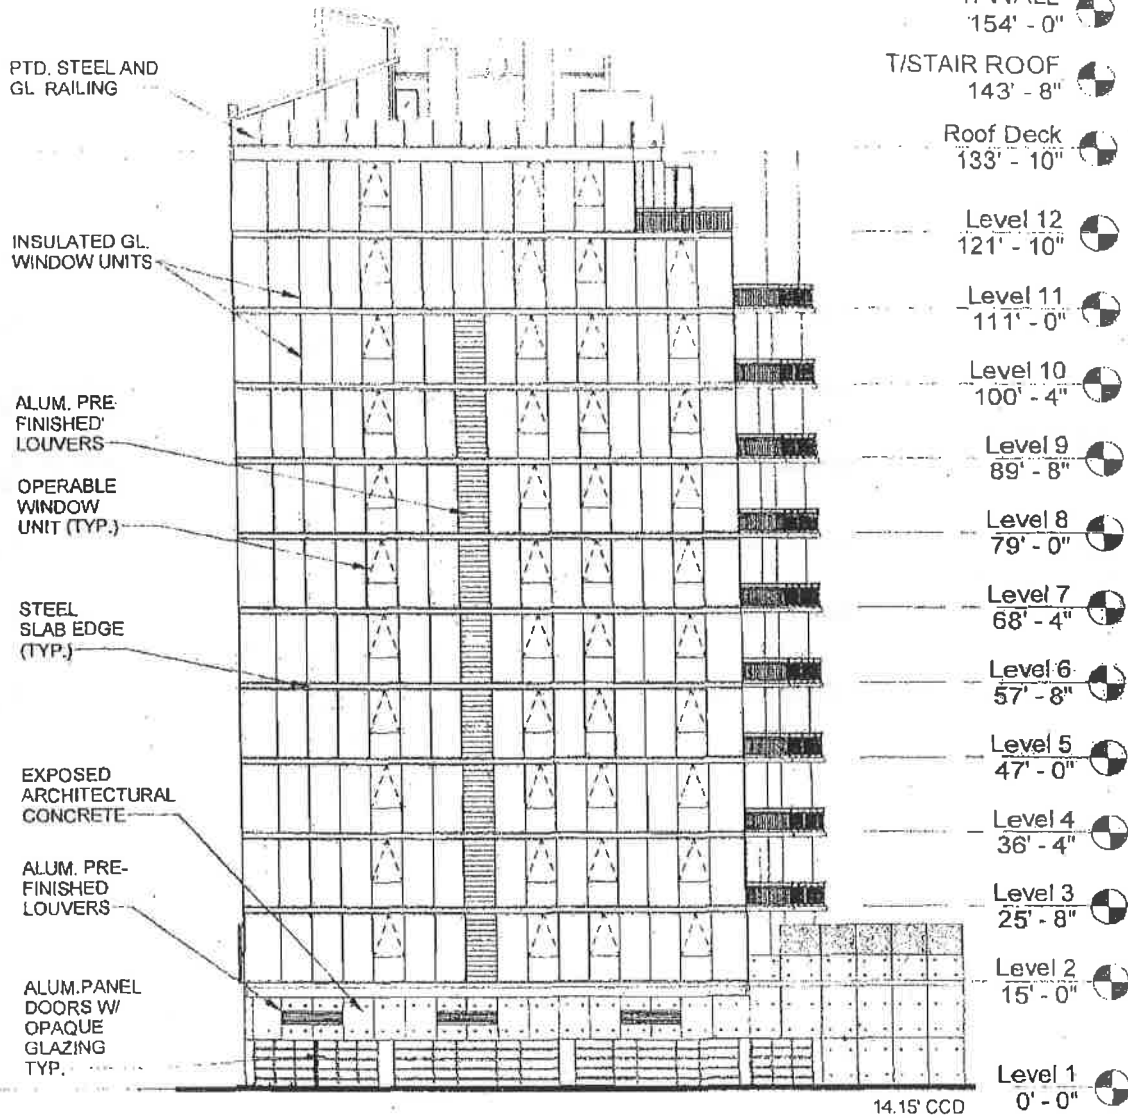 154' - 0"
PTD. STEEL AND
GL. RAILING
T/STAIR ROOF
143' - 8"
Roof Deck
133' - 10"
INSULATED GL.
WINDOW UNITS
Level 12
121' - 10"
Level 11
111' - 0"
Level 10
100' - 4"
ALUM. PRE-
FINISHED
LOUVERS
Level 9
89' - 8"
OPERABLE
WINDOW
UNIT (TYP.)
Level 8
79' - 0"
Level 7
68' - 4"
STEEL
SLAB EDGE
(TYP.)
Level 6
57' - 8"
Level 5
47' - 0"
EXPOSED
ARCHITECTURAL
CONCRETE
Level 4
36' - 4"
ALUM. PRE-
FINISHED
LOUVERS
Level 3
25' - 8"
Level 2
15' - 0"
ALUM.PANEL
DOORS W/
OPAQUE
GLAZING
TYP.
Level 1
0' - 0"
14.15' CCD